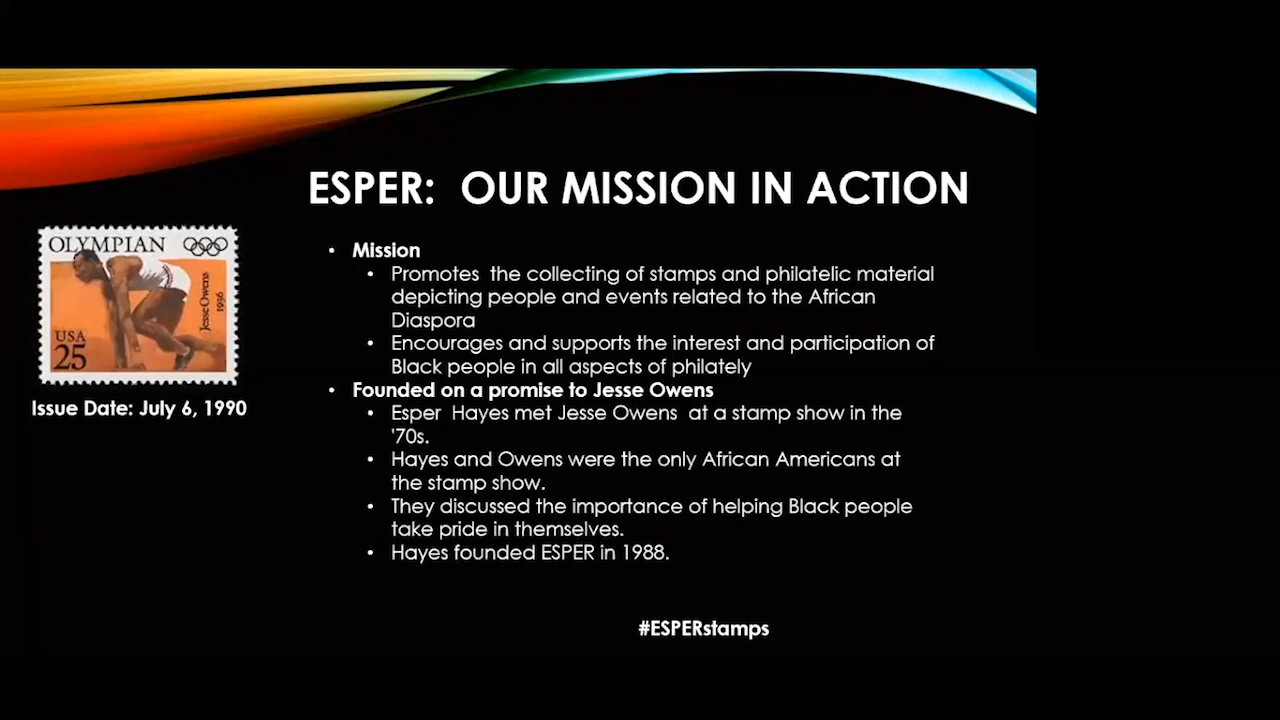 ESPER:  OUR MISSION IN ACTION
OLYMPIAN
Jesse Owens
1936
USA
25
Issue Date: July 6, 1990
• Mission
• Promotes  the collecting of stamps and philatelic material
depicting people and events related to the African
Diaspora
• Encourages and supports the interest and participation of
Black people in all aspects of philately
• Founded on a promise to Jesse Owens
• Esper  Hayes met Jesse Owens  at a stamp show in the
'70s.
• Hayes and Owens were the only African Americans at
the stamp show.
• They discussed the importance of helping Black people
take pride in themselves.
• Hayes founded ESPER in 1988.
#ESPERstamps